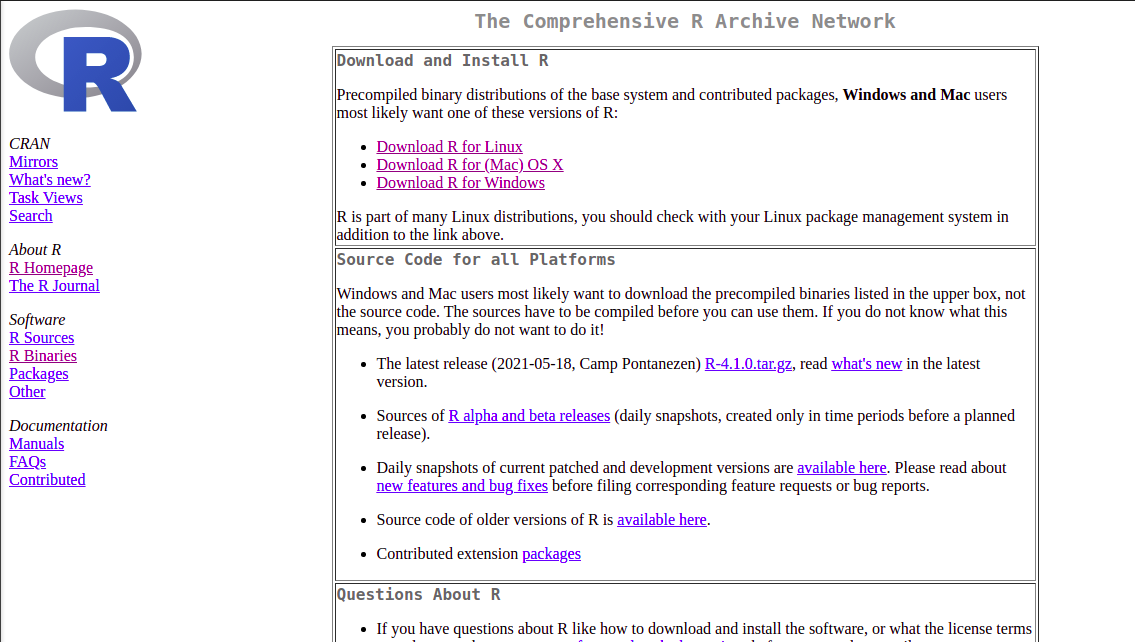 R
CRAN
Mirrors
What's new?
Task Views
Search
About R
R Homepage
The R Journal
Software
R Sources
R Binaries
Packages
Other
Documentation
Manuals
FAQs
Contributed
The Comprehensive R Archive Network
Download and Install R
Precompiled binary distributions of the base system and contributed packages, Windows and Mac users
most likely want one of these versions of R:
• Download R for Linux
• Download R for (Mac) OS X
• Download R for Windows
R is part of many Linux distributions, you should check with your Linux package management system in
addition to the link above.
Source Code for all Platforms
Windows and Mac users most likely want to download the precompiled binaries listed in the upper box, not
the source code. The sources have to be compiled before you can use them. If you do not know what this
means, you probably do not want to do it!
• The latest release (2021-05-18, Camp Pontanezen) R-4.1.0.tar.gz, read what's new in the latest
version.
• Sources of R alpha and beta releases (daily snapshots, created only in time periods before a planned
release).
• Daily snapshots of current patched and development versions are available here. Please read about
new features and bug fixes before filing corresponding feature requests or bug reports.
• Source code of older versions of R is available here.
• Contributed extension packages
Questions About R
• If you have questions about R like how to download and install the software, or what the license terms